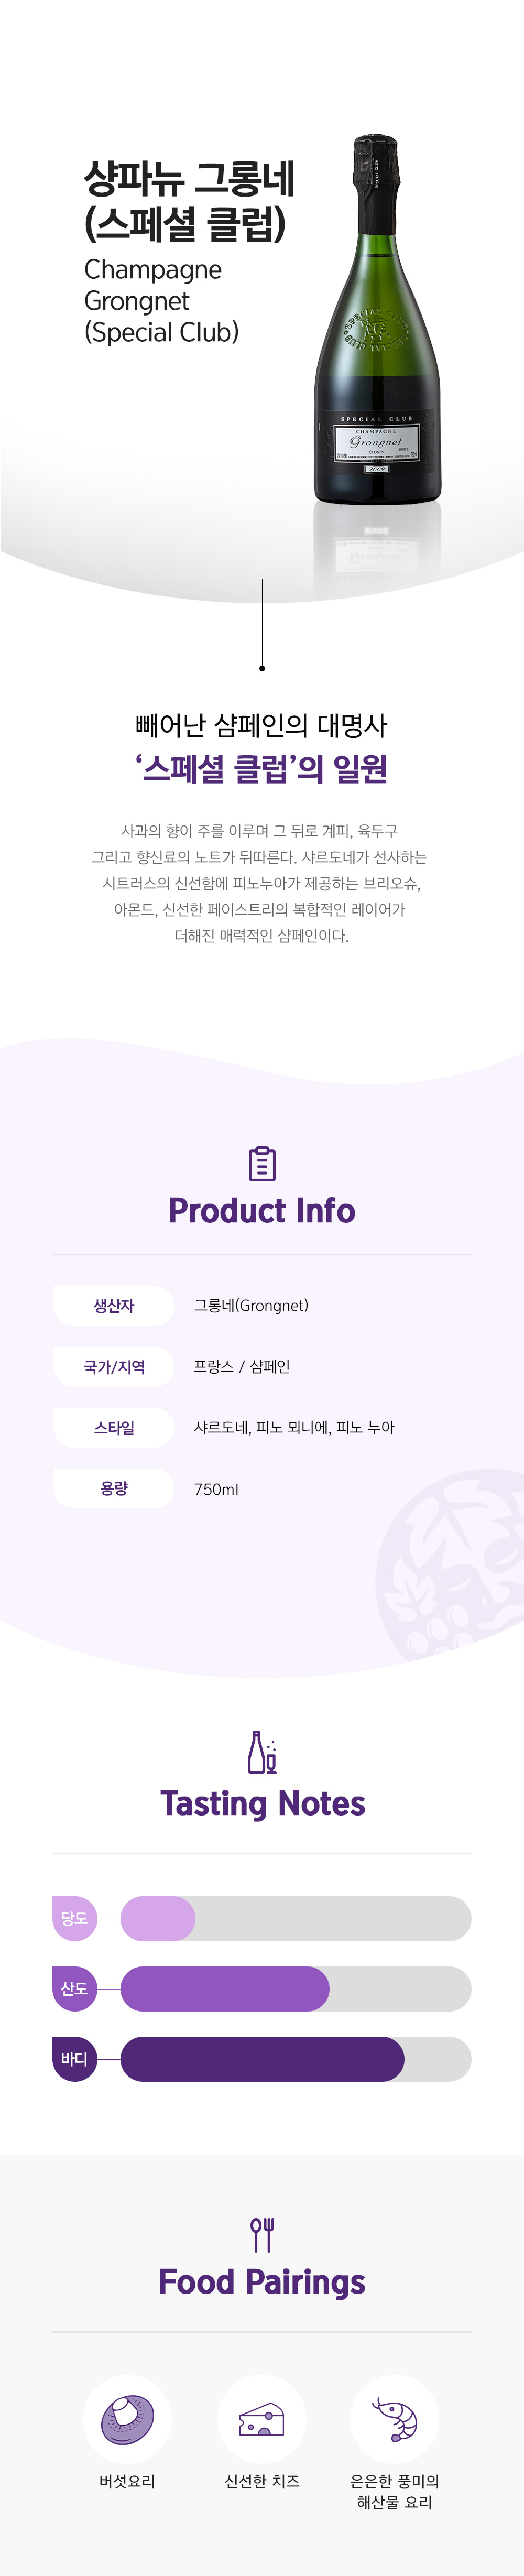 샹파뉴 그롱네
(스페셜 클럽)
Champagne
Grongnet
(Special Club)
SPECIAL CLUB
SPECIAL CLUB
CHAMPAGNE
Grongnet
빼어난 샴페인의 대명사
‘스페셜 클럽’의 일원
사과의 향이 주를 이루며 그 뒤로 계피, 육두구
그리고 향신료의 노트가 뒤따른다. 샤르도네가 선사하는
시트러스의 신선함에 피노누아가 제공하는 브리오슈,
아몬드, 신선한 페이스트리의 복합적인 레이어가
더해진 매력적인 샴페인이다.
Product Info
생산자 그롱네(Grongnet)
국가/지역 프랑스 / 샴페인
스타일 샤르도네, 피노 뫼니에, 피노 누아
용량 750ml
Tasting Notes
당도
산도
바디
Food Pairings
버섯요리
신선한 치즈
은은한 풍미의
해산물 요리